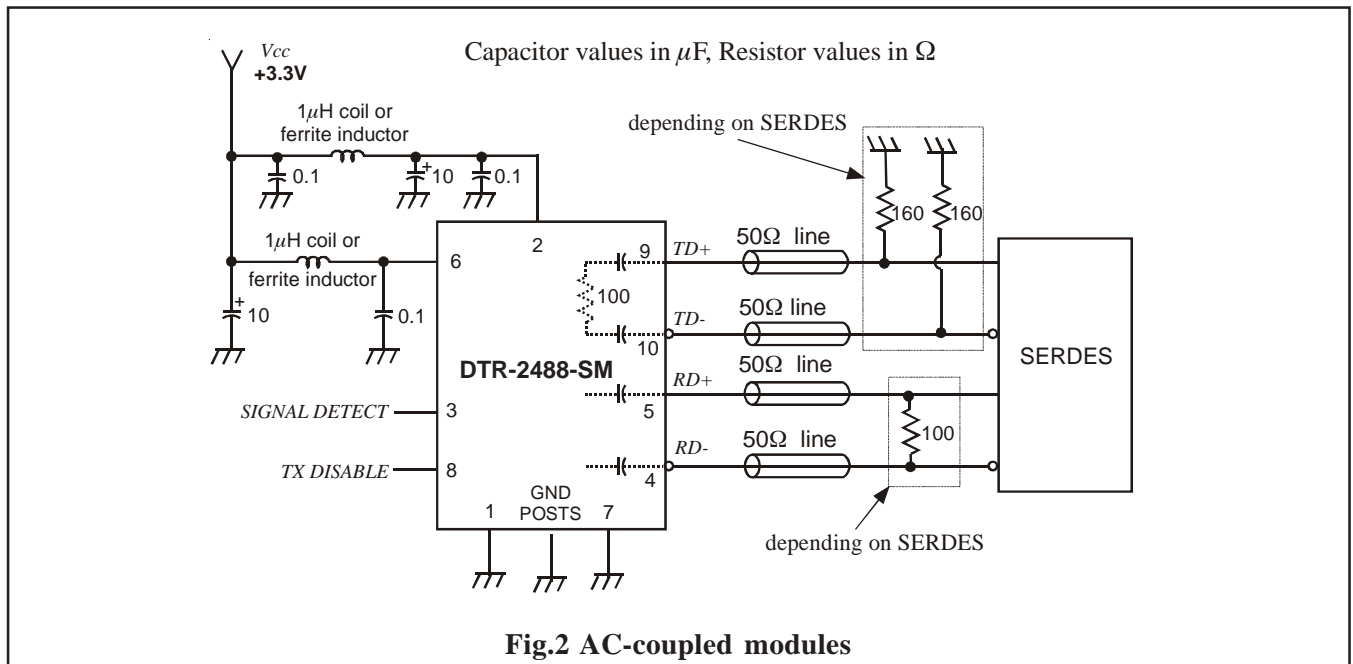 Vcc
+3.3V
Capacitor values in µF, Resistor values in Ω
1µH coil or
ferrite inductor
depending on SERDES
0.1
+
10
0.1
160
160
1µH coil or
ferrite inductor
6
2
9
TD+
50Ω line
+
10
0.1
100
TD-
50Ω line
10
SERDES
DTR-2488-SM
RD+
50Ω line
SIGNAL DETECT
3
5
100
RD-
50Ω line
TX DISABLE
8
4
1
GND
POSTS
7
depending on SERDES
Fig.2 AC-coupled modules